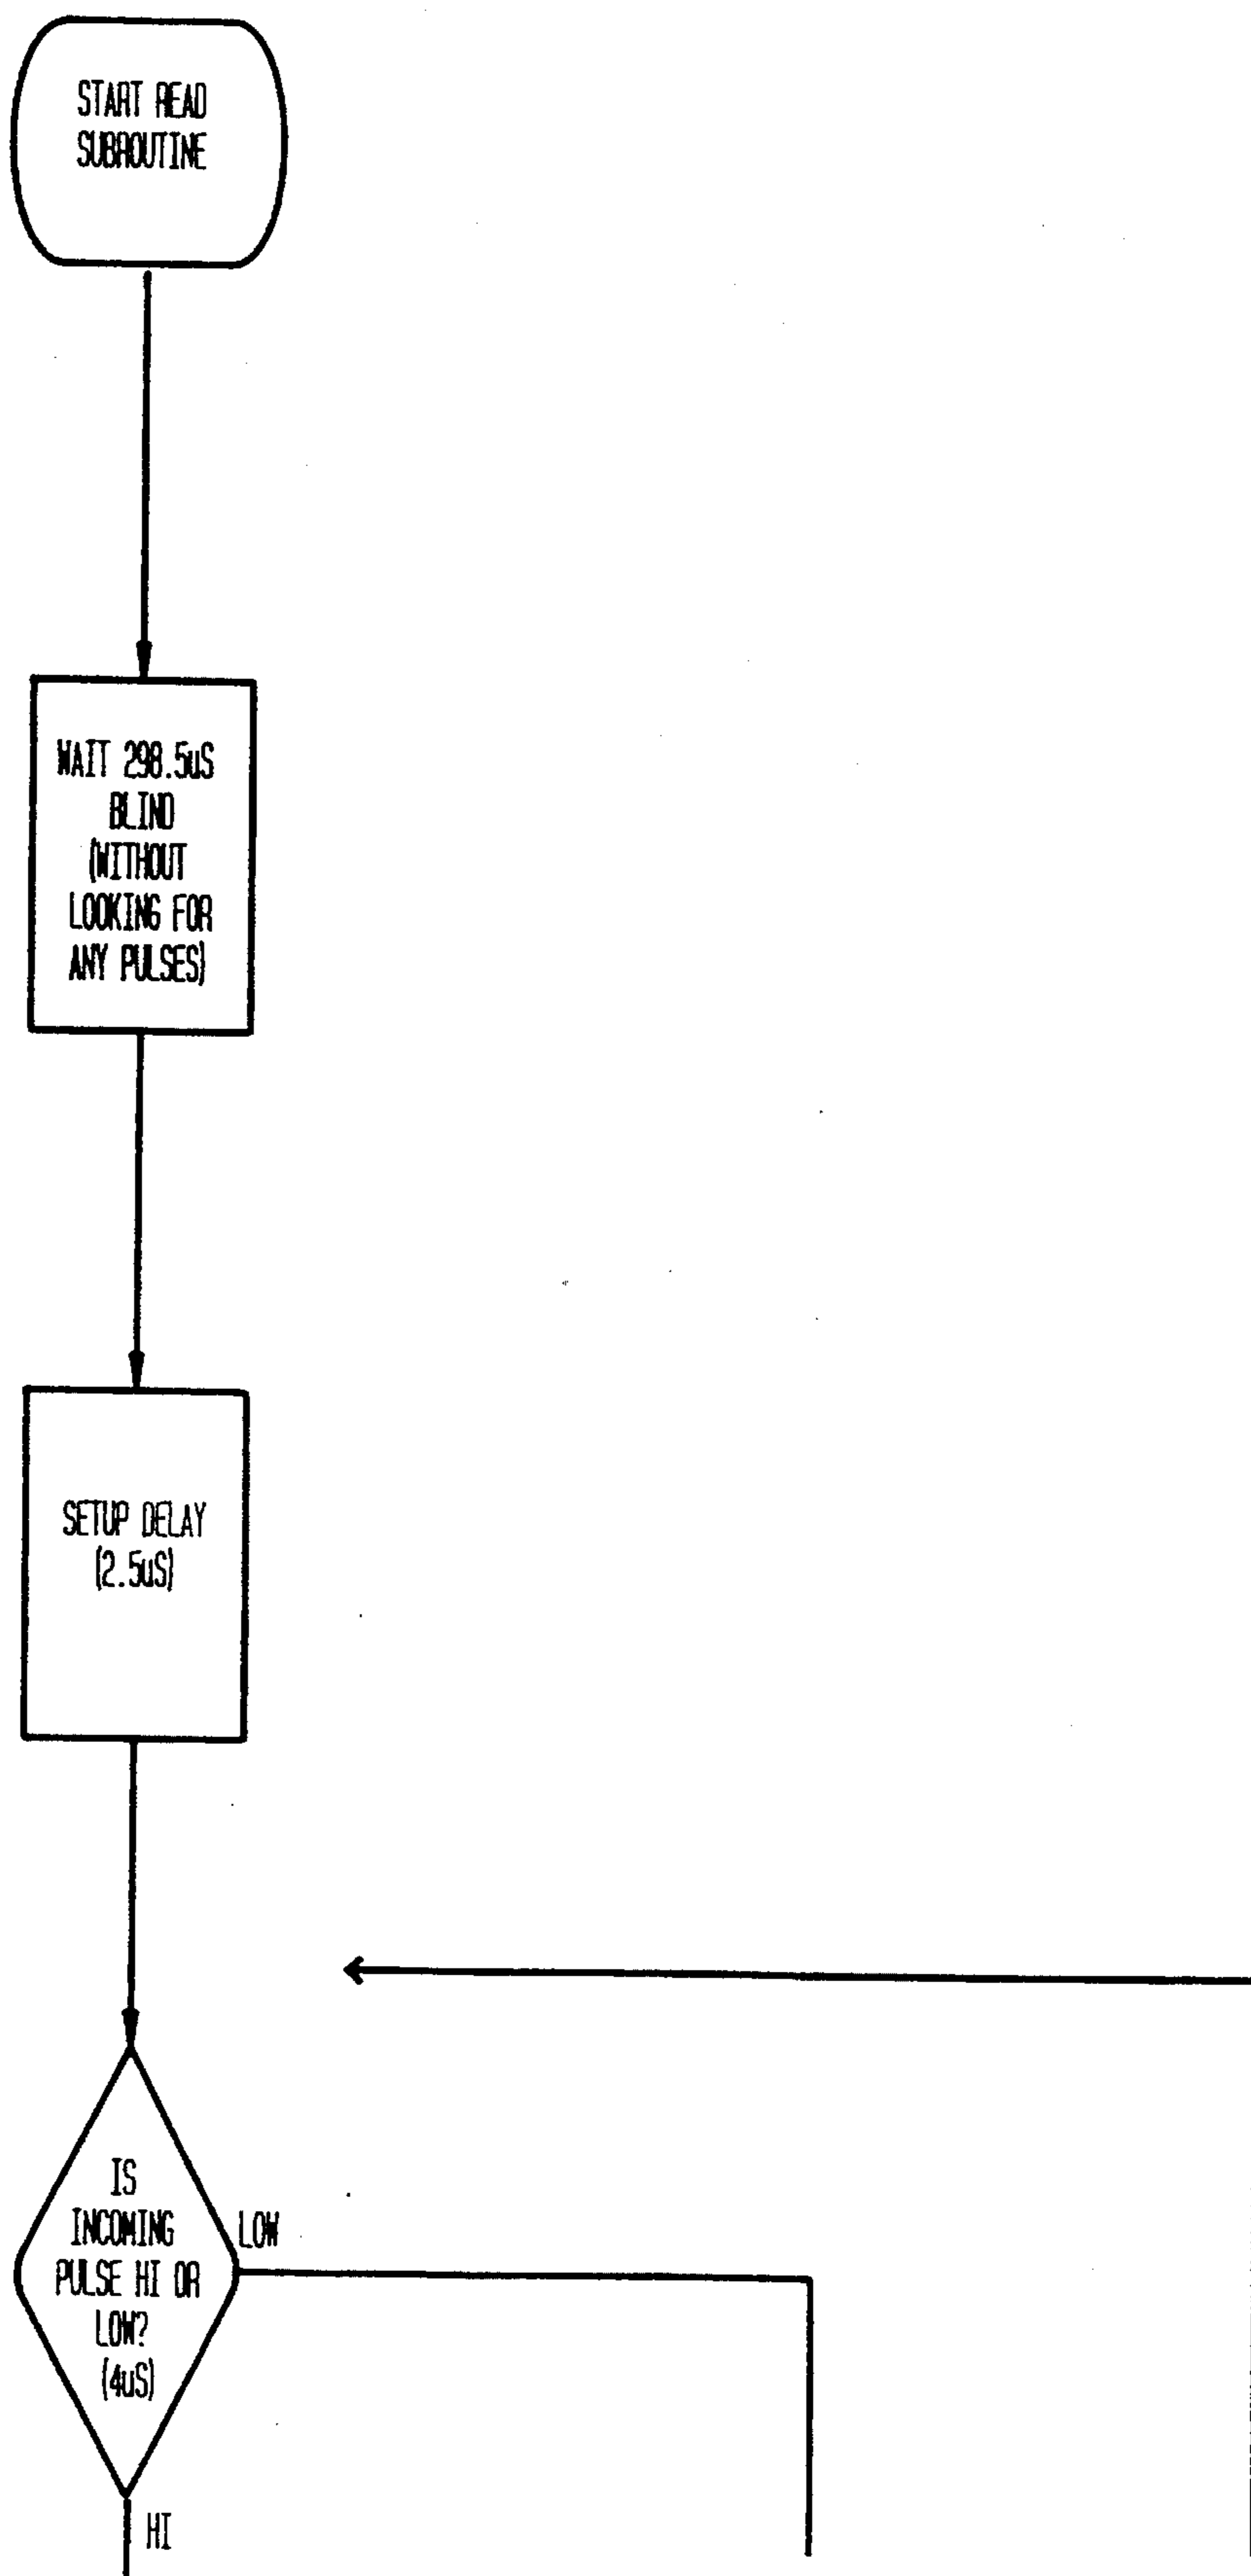 START READ
SUBROUTINE
WAIT 298.5uS
BLIND
(WITHOUT
LOOKING FOR
ANY PULSES)
SETUP DELAY
(2.5uS)
IS
INCOMING
PULSE HI OR
LOW?
(4uS)
LOW
HI